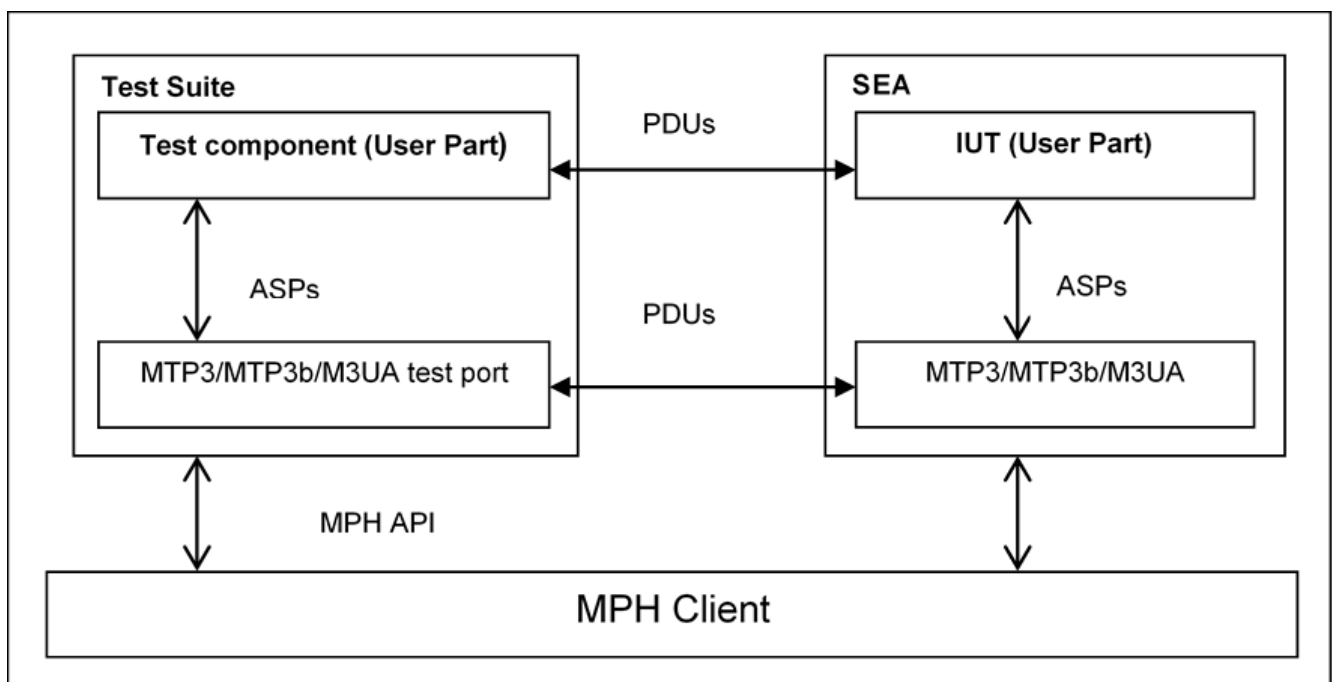 Test Suite
SEA
Test component (User Part)
PDUs
IUT (User Part)
ASPs
ASPs
PDUs
MTP3/MTP3b/M3UA test port
MTP3/MTP3b/M3UA
MPH API
MPH Client